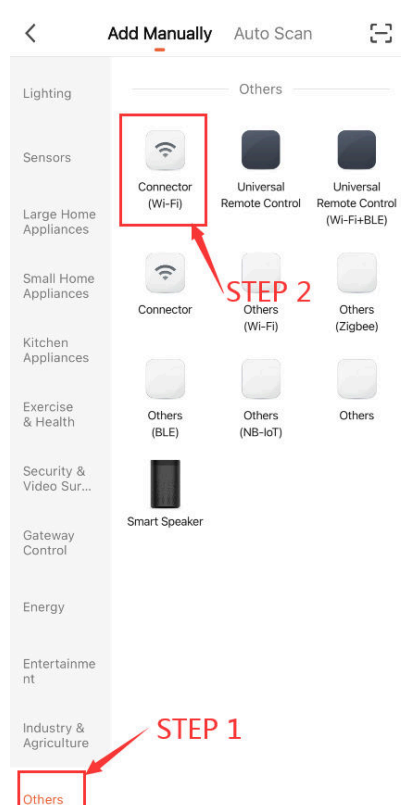 Add Manually
Auto Scan
Lighting
Sensors
Large Home
Appliances
Small Home
Appliances
Kitchen
Appliances
Exercise
& Health
Security &
Video Sur...
Gateway
Control
Energy
Entertainme
nt
Industry &
Agriculture
Others
STEP 1
Others
Connector
(Wi-Fi)
Universal
Remote Control
Universal
Remote Control
(Wi-Fi+BLE)
STEP 2
Connector
Others
(Wi-Fi)
Others
(Zigbee)
Others
(BLE)
Others
(NB-IoT)
Others
Smart Speaker